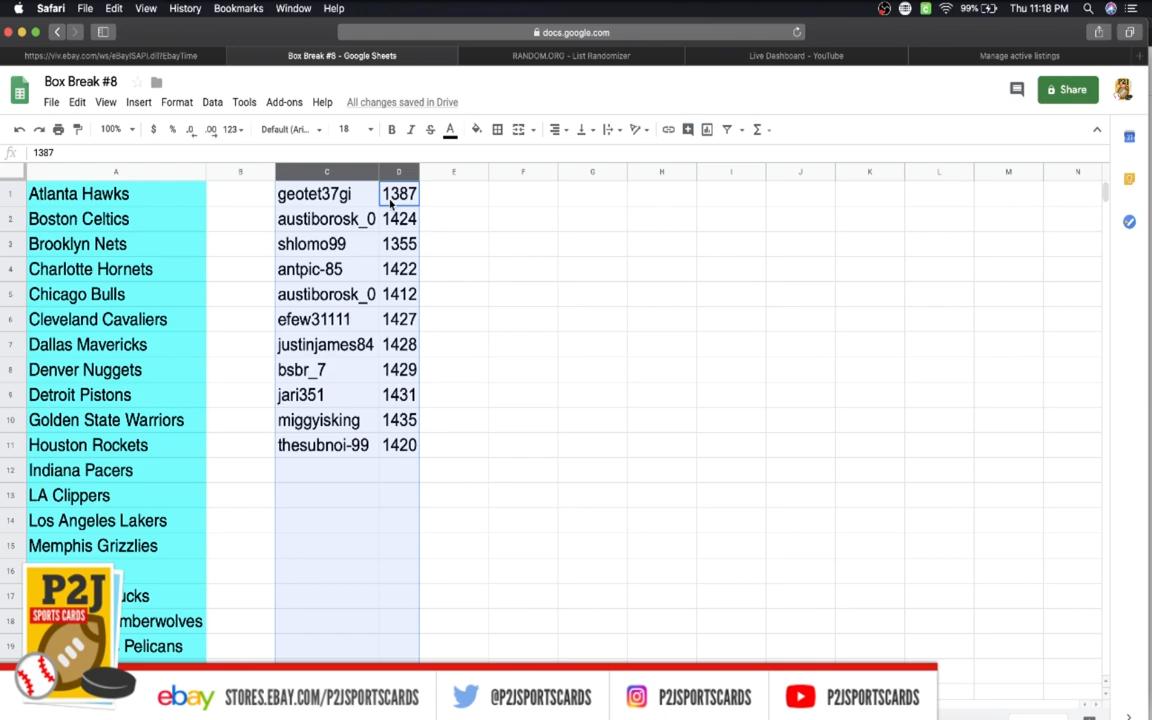 Safari File Edit View History Bookmarks Window Help 99% Thu 11:18 PM
docs.google.com
https://viv.ebay.com/ws/eBayISAPI.dll?EbayTime Box Break #8 - Google Sheets RANDOM.ORG - List Randomizer Live Dashboard - YouTube Manage active listings
Box Break #8
Share
File Edit View Insert Format Data Tools Add-ons Help All changes saved in Drive
100% $ % .0 .00 123 Default (Ari... 18 B I S A
fx 1387
A B C D E F G H I J K L M N
1 Atlanta Hawks geotet37gi 1387
2 Boston Celtics austiborosk_0 1424
3 Brooklyn Nets shlomo99 1355
4 Charlotte Hornets antpic-85 1422
5 Chicago Bulls austiborosk_0 1412
6 Cleveland Cavaliers efew31111 1427
7 Dallas Mavericks justinjames84 1428
8 Denver Nuggets bsbr_7 1429
9 Detroit Pistons jari351 1431
10 Golden State Warriors miggyisking 1435
11 Houston Rockets thesubnoi-99 1420
12 Indiana Pacers
13 LA Clippers
14 Los Angeles Lakers
15 Memphis Grizzlies
16
17 ucks
18 mberwolves
19 Pelicans
P2J
SPORTS CARDS
ebay STORES.EBAY.COM/P2JSPORTSCARDS @P2JSPORTSCARDS P2JSPORTSCARDS P2JSPORTSCARDS